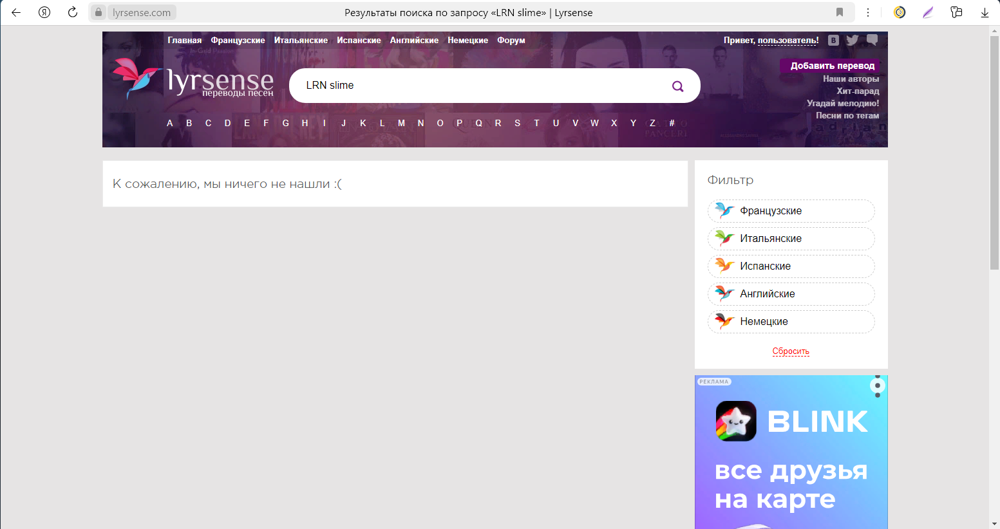 lyrsense.com
Результаты поиска по запросу «LRN slime» | Lyrsense
Главная Французские Итальянские Испанские Английские Немецкие Форум
Привет, пользователь!
lyrsense
переводы песен
LRN slime
Добавить перевод
Наши авторы
Хит-парад
Угадай мелодию!
Песни по тегам
A B C D E F G H I J K L M N O P Q R S T U V W X Y Z #
К сожалению, мы ничего не нашли :(
Фильтр
Французские
Итальянские
Испанские
Английские
Немецкие
Сбросить
РЕКЛАМА
BLINK
все друзья
на карте